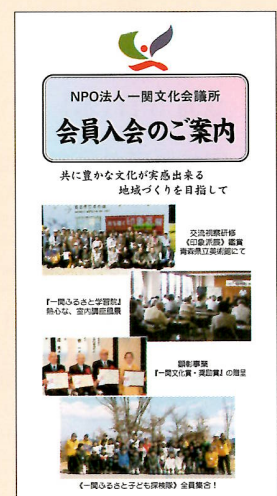 NPO法人一関文化会議所
会員入会のご案内
共に豊かな文化が実感出来る
地域づくりを目指して
交流視察研修
《印象派展》鑑賞
青森県立美術館にて
『一関ふるさと学習院』
熱心な、室内講座風景
顕彰事業
『一関文化賞・奨励賞』の贈呈
《一関ふるさと子ども探検隊》全員集合！